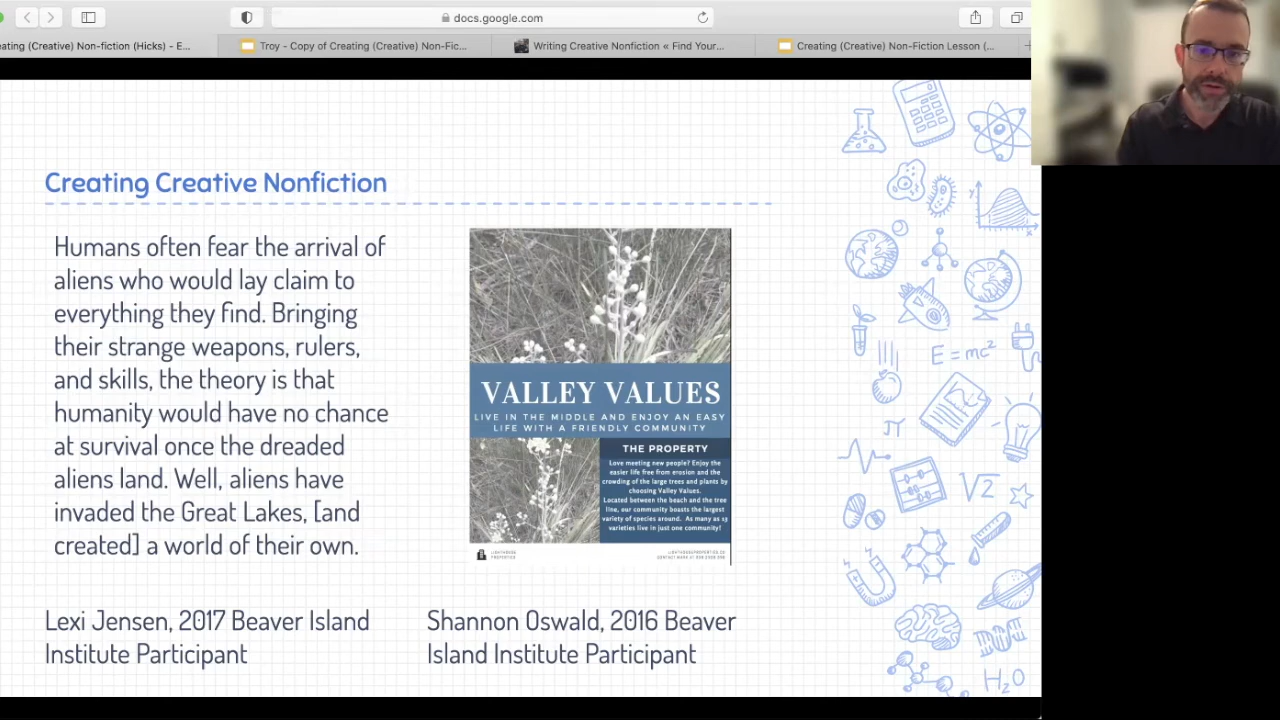 docs.google.com
eating (Creative) Non-fiction (Hicks) - E...
Troy - Copy of Creating (Creative) Non-Fic...
Writing Creative Nonfiction « Find Your...
Creating (Creative) Non-Fiction Lesson (...
Creating Creative Nonfiction
Humans often fear the arrival of
aliens who would lay claim to
everything they find. Bringing
their strange weapons, rulers,
and skills, the theory is that
humanity would have no chance
at survival once the dreaded
aliens land. Well, aliens have
invaded the Great Lakes, [and
created] a world of their own.
Lexi Jensen, 2017 Beaver Island
Institute Participant
VALLEY VALUES
LIVE IN THE MIDDLE AND ENJOY AN EASY
LIFE WITH A FRIENDLY COMMUNITY
THE PROPERTY
Love meeting new people? Enjoy the
easier life free from erosion and the
crowding of the large trees and plants by
choosing Valley Values.
Located between the beach and the tree
line, our community boasts the largest
variety of species around. As many as 13
varieties live in just one community!
LIGHTHOUSE
PROPERTIES
Shannon Oswald, 2016 Beaver
Island Institute Participant
E=mc²
π
√2
H₂O